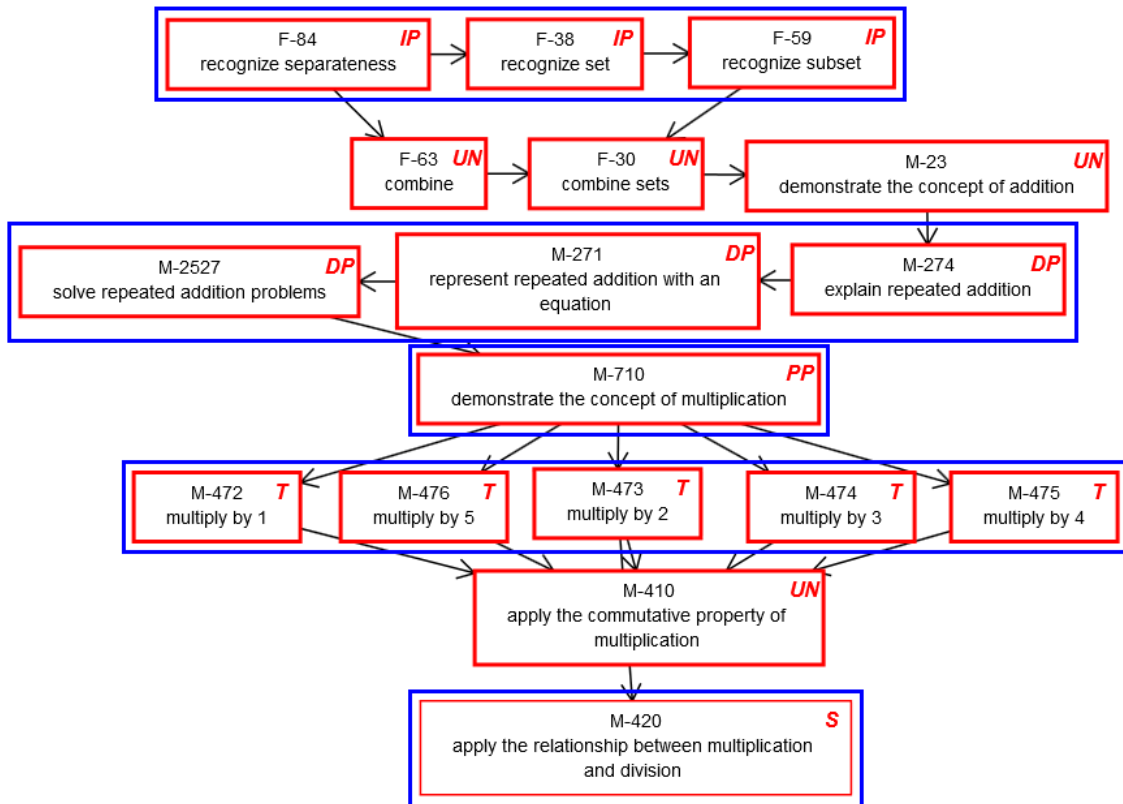 F-84 IP
recognize separateness
F-38 IP
recognize set
F-59 IP
recognize subset
F-63 UN
combine
F-30 UN
combine sets
M-23 UN
demonstrate the concept of addition
M-2527 DP
solve repeated addition problems
M-271 DP
represent repeated addition with an
equation
M-274 DP
explain repeated addition
M-710 PP
demonstrate the concept of multiplication
M-472 T
multiply by 1
M-476 T
multiply by 5
M-473 T
multiply by 2
M-474 T
multiply by 3
M-475 T
multiply by 4
M-410 UN
apply the commutative property of
multiplication
M-420 S
apply the relationship between multiplication
and division